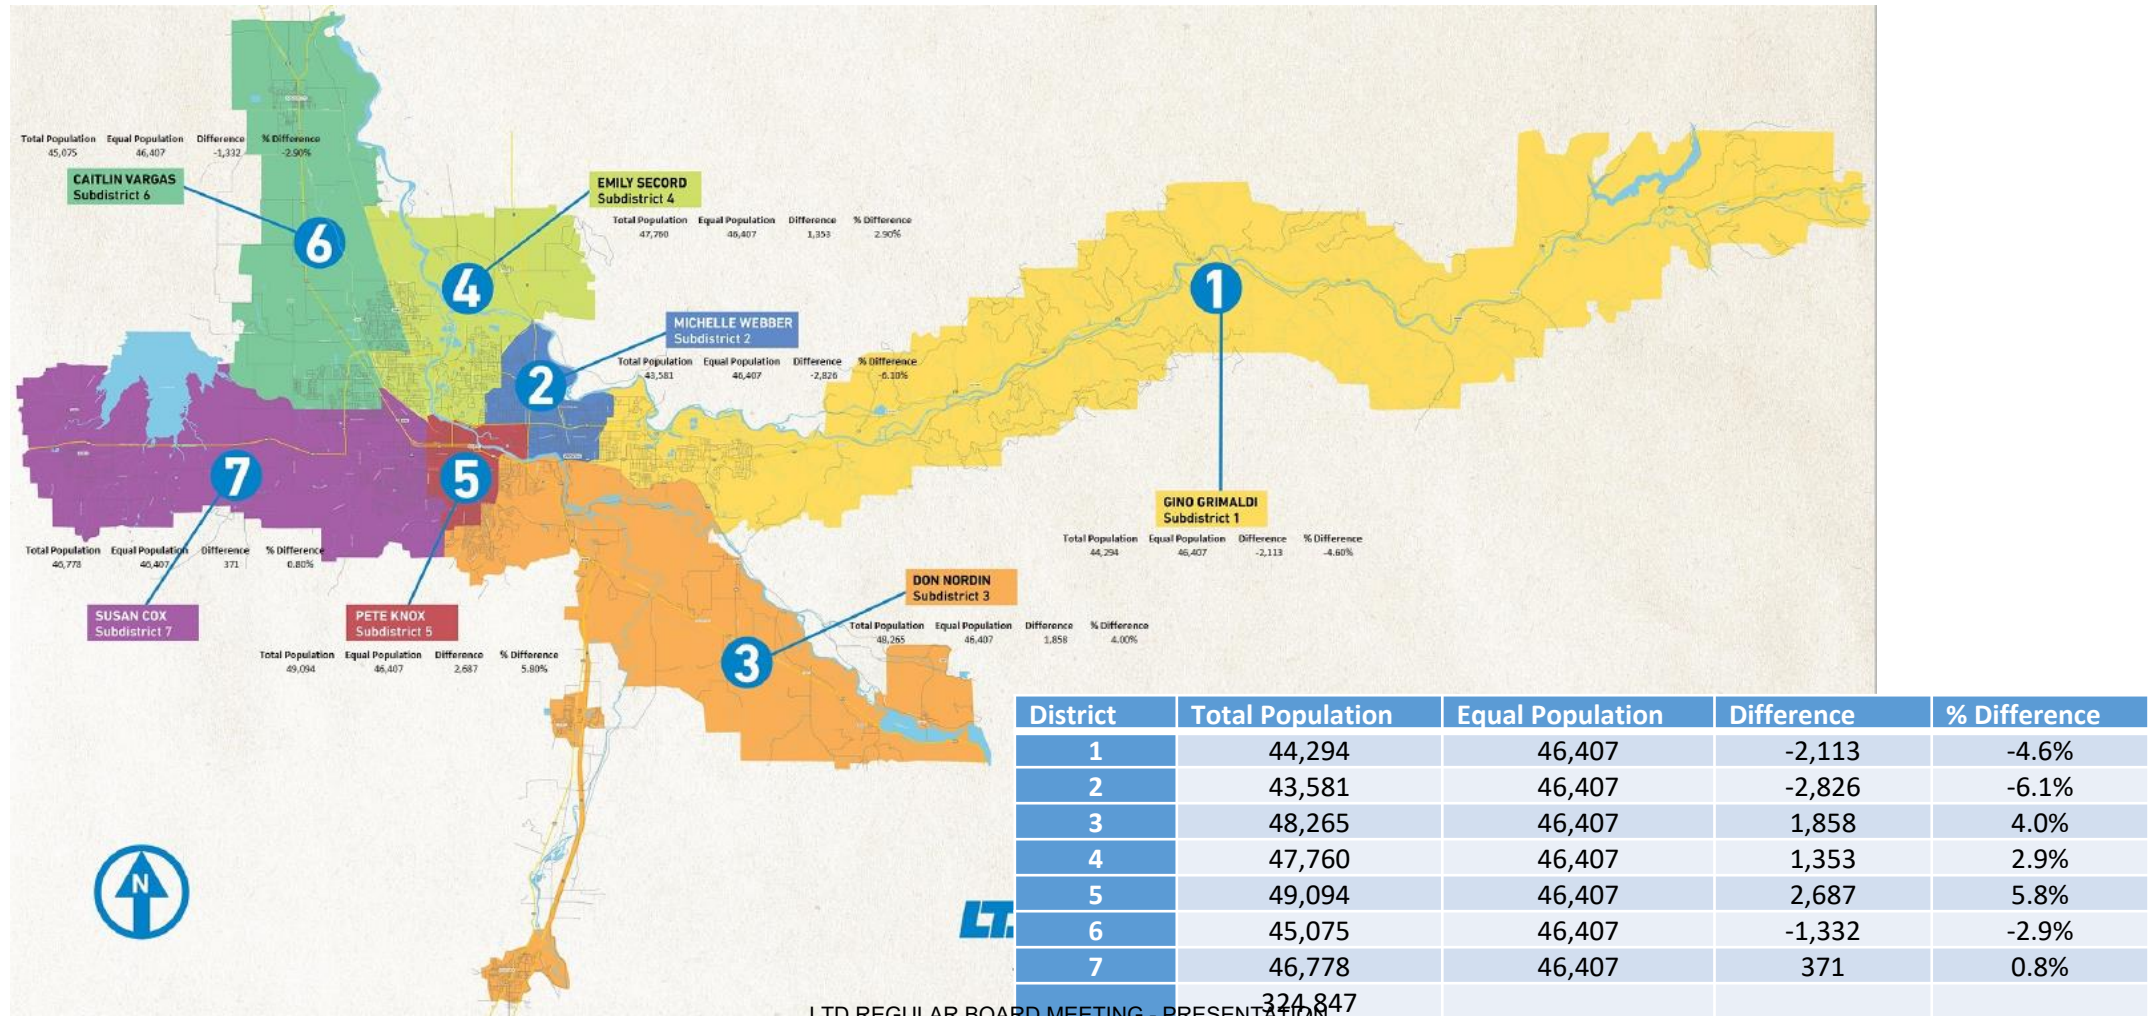 Total Population Equal Population Difference % Difference
45,075 46,407 -1,332 -2.90%
CAITLIN VARGAS
Subdistrict 6
6
EMILY SECORD
Subdistrict 4
Total Population Equal Population Difference % Difference
47,760 46,407 1,353 2.90%
4
MICHELLE WEBBER
Subdistrict 2
Total Population Equal Population Difference % Difference
43,581 46,407 -2,826 -6.10%
2
1
GINO GRIMALDI
Subdistrict 1
Total Population Equal Population Difference % Difference
44,294 46,407 -2,113 -4.60%
7
5
Total Population Equal Population Difference % Difference
46,778 46,407 371 0.80%
SUSAN COX
Subdistrict 7
PETE KNOX
Subdistrict 5
Total Population Equal Population Difference % Difference
49,094 46,407 2,687 5.80%
DON NORDIN
Subdistrict 3
Total Population Equal Population Difference % Difference
48,265 46,407 1,858 4.00%
3
N
LT
District Total Population Equal Population Difference % Difference
1 44,294 46,407 -2,113 -4.6%
2 43,581 46,407 -2,826 -6.1%
3 48,265 46,407 1,858 4.0%
4 47,760 46,407 1,353 2.9%
5 49,094 46,407 2,687 5.8%
6 45,075 46,407 -1,332 -2.9%
7 46,778 46,407 371 0.8%
324,847
LTD REGULAR BOARD MEETING - PRESENTATION